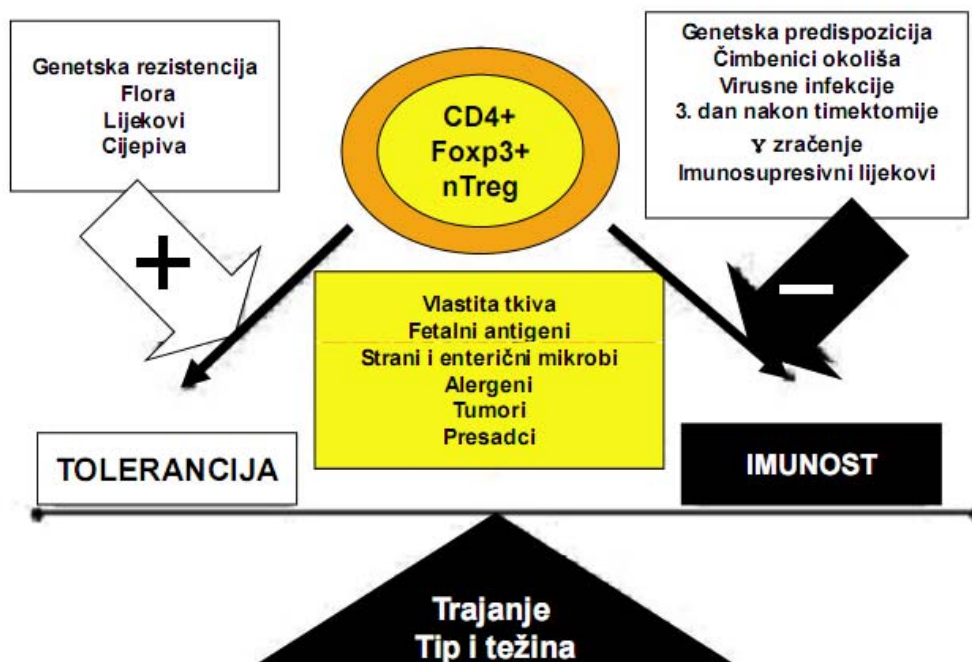 Genetska rezistencija
Flora
Lijekovi
Cijepiva
CD4+
Foxp3+
nTreg
Genetska predispozicija
Čimbenici okoliša
Virusne infekcije
3. dan nakon timektomije
γ zračenje
Imunosupresivni lijekovi
+
−
Vlastita tkiva
Fetalni antigeni
Strani i enterični mikrobi
Alergeni
Tumori
Presadci
TOLERANCIJA
IMUNOST
Trajanje
Tip i težina